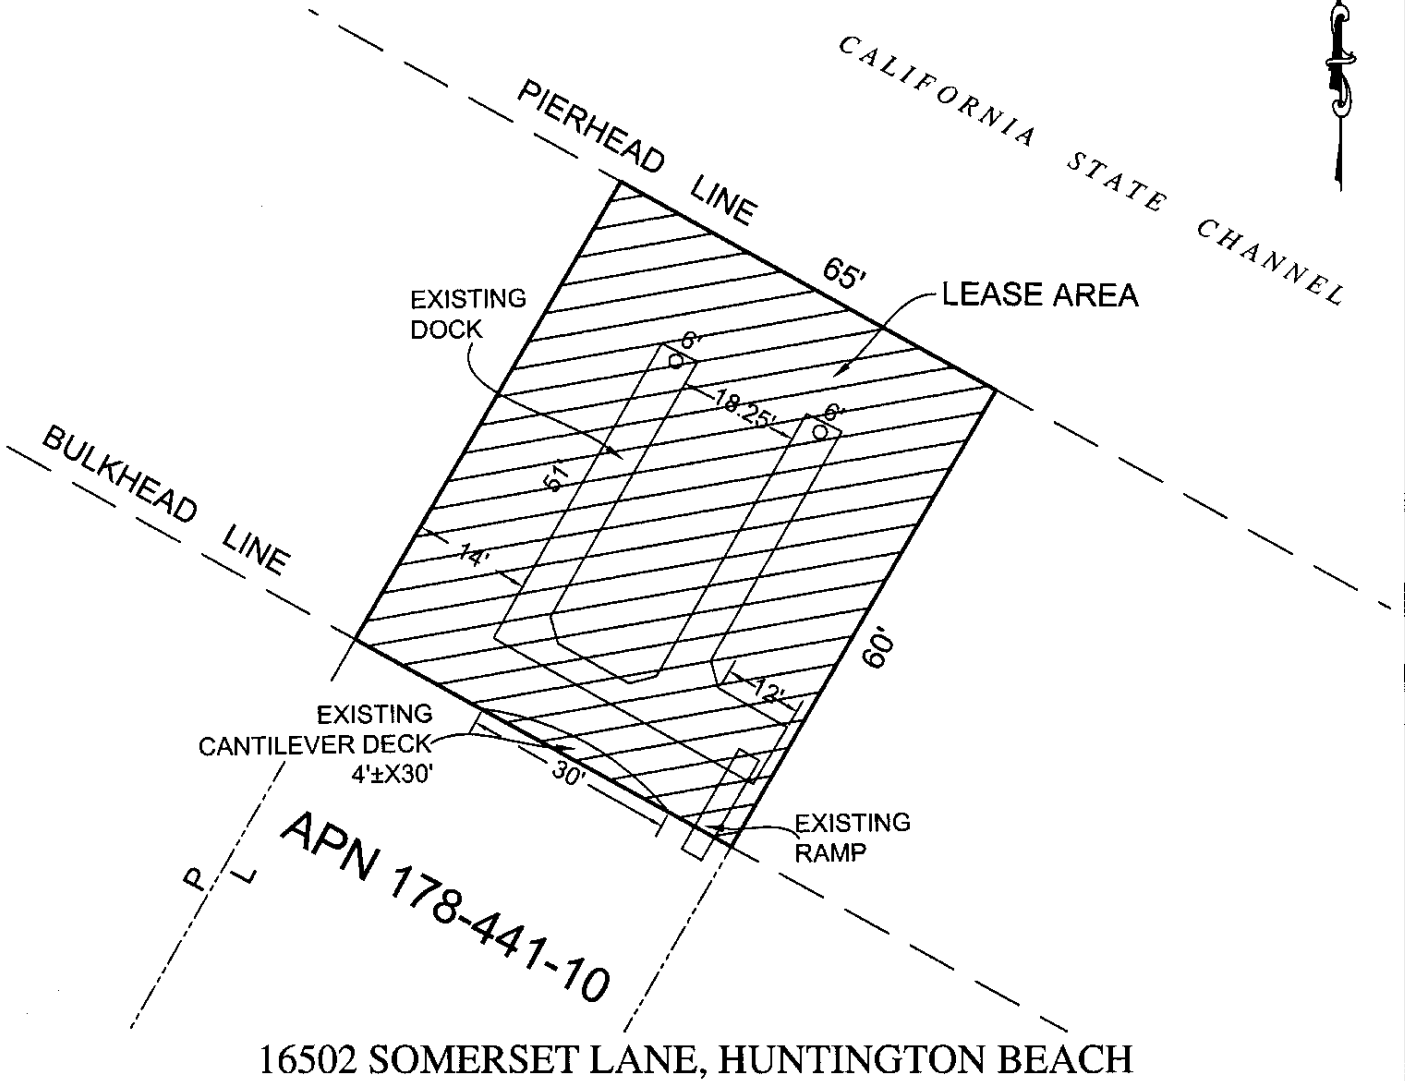 CALIFORNIA STATE CHANNEL
PIERHEAD LINE
65'
LEASE AREA
EXISTING
DOCK
6'
18.25'
6'
BULKHEAD LINE
51'
14'
60'
12'
EXISTING
CANTILEVER DECK
4'±X30'
30'
EXISTING
RAMP
P
L
APN 178-441-10
16502 SOMERSET LANE, HUNTINGTON BEACH